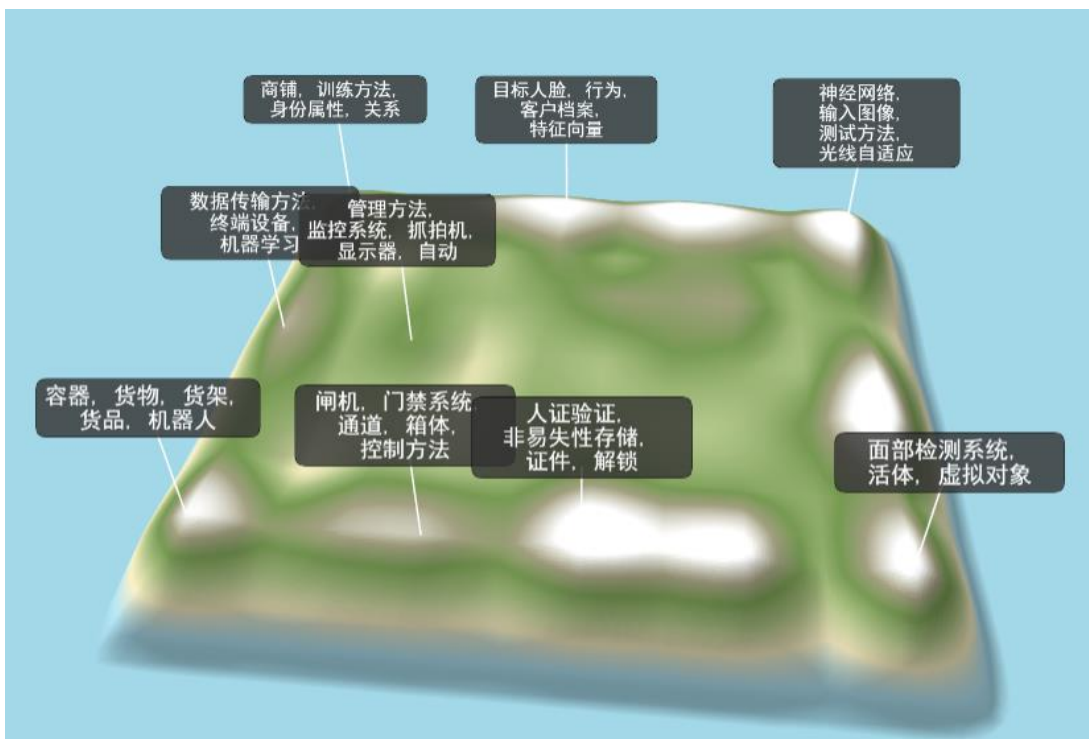 商铺, 训练方法,
身份属性, 关系
目标人脸, 行为,
客户档案,
特征向量
神经网络,
输入图像,
测试方法,
光线自适应
数据传输方法,
终端设备,
机器学习
管理方法,
监控系统, 抓拍机,
显示器, 自动
容器, 货物, 货架,
货品, 机器人
闸机, 门禁系统,
通道, 箱体,
控制方法
人证验证,
非易失性存储,
证件, 解锁
面部检测系统,
活体, 虚拟对象